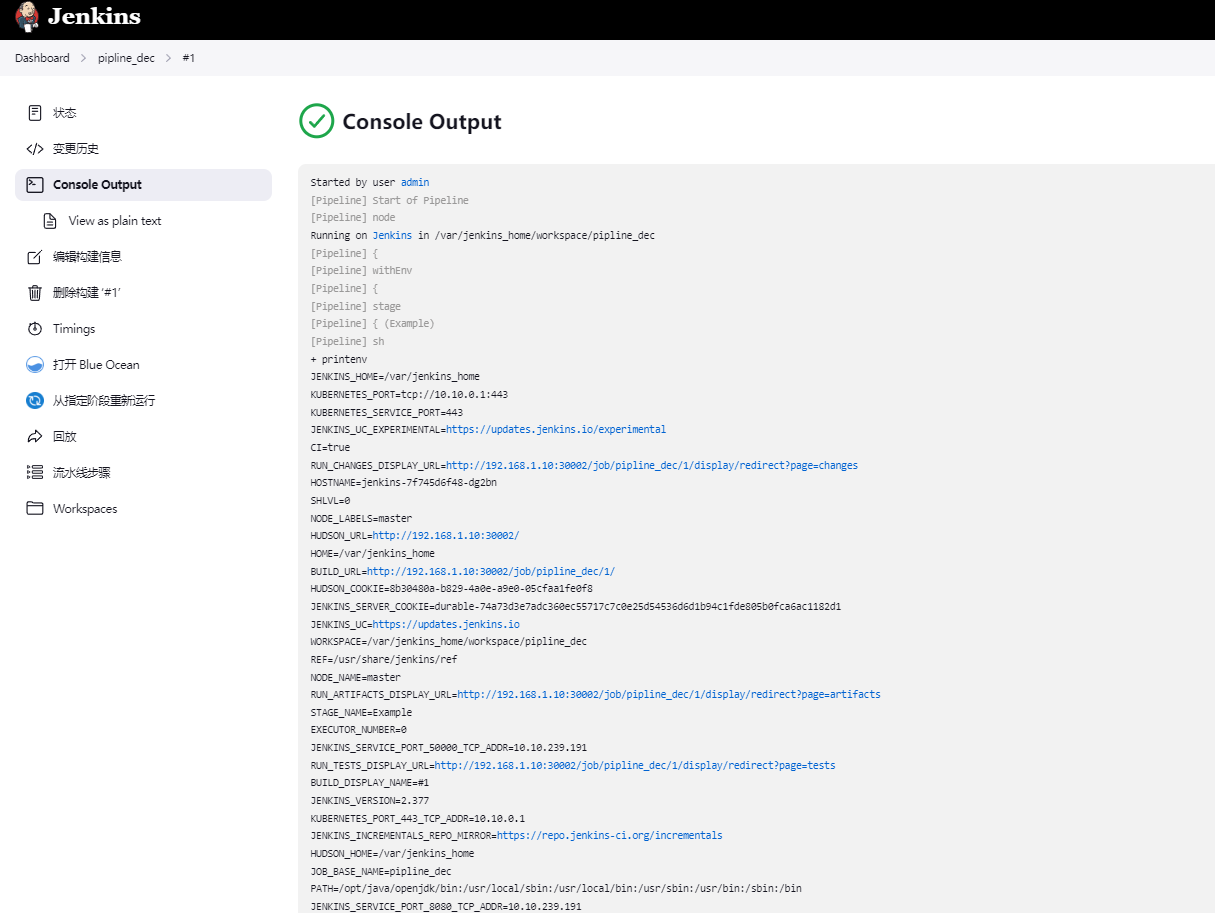 Jenkins
Dashboard > pipline_dec > #1
状态
变更历史
Console Output
View as plain text
编辑构建信息
删除构建 ‘#1’
Timings
打开 Blue Ocean
从指定阶段重新运行
回放
流水线步骤
Workspaces
Console Output
Started by user admin
[Pipeline] Start of Pipeline
[Pipeline] node
Running on Jenkins in /var/jenkins_home/workspace/pipline_dec
[Pipeline] {
[Pipeline] withEnv
[Pipeline] {
[Pipeline] stage
[Pipeline] { (Example)
[Pipeline] sh
+ printenv
JENKINS_HOME=/var/jenkins_home
KUBERNETES_PORT=tcp://10.10.0.1:443
KUBERNETES_SERVICE_PORT=443
JENKINS_UC_EXPERIMENTAL=https://updates.jenkins.io/experimental
CI=true
RUN_CHANGES_DISPLAY_URL=http://192.168.1.10:30002/job/pipline_dec/1/display/redirect?page=changes
HOSTNAME=jenkins-7f745d6f48-dg2bn
SHLVL=0
NODE_LABELS=master
HUDSON_URL=http://192.168.1.10:30002/
HOME=/var/jenkins_home
BUILD_URL=http://192.168.1.10:30002/job/pipline_dec/1/
HUDSON_COOKIE=8b30480a-b829-4a0e-a9e0-05cfaa1fe0f8
JENKINS_SERVER_COOKIE=durable-74a73d3e7adc360ec55717c7c0e25d54536d6d1b94c1fde805b0fca6ac1182d1
JENKINS_UC=https://updates.jenkins.io
WORKSPACE=/var/jenkins_home/workspace/pipline_dec
REF=/usr/share/jenkins/ref
NODE_NAME=master
RUN_ARTIFACTS_DISPLAY_URL=http://192.168.1.10:30002/job/pipline_dec/1/display/redirect?page=artifacts
STAGE_NAME=Example
EXECUTOR_NUMBER=0
JENKINS_SERVICE_PORT_50000_TCP_ADDR=10.10.239.191
RUN_TESTS_DISPLAY_URL=http://192.168.1.10:30002/job/pipline_dec/1/display/redirect?page=tests
BUILD_DISPLAY_NAME=#1
JENKINS_VERSION=2.377
KUBERNETES_PORT_443_TCP_ADDR=10.10.0.1
JENKINS_INCREMENTALS_REPO_MIRROR=https://repo.jenkins-ci.org/incrementals
HUDSON_HOME=/var/jenkins_home
JOB_BASE_NAME=pipline_dec
PATH=/opt/java/openjdk/bin:/usr/local/sbin:/usr/local/bin:/usr/sbin:/usr/bin:/sbin:/bin
JENKINS_SERVICE_PORT_8080_TCP_ADDR=10.10.239.191